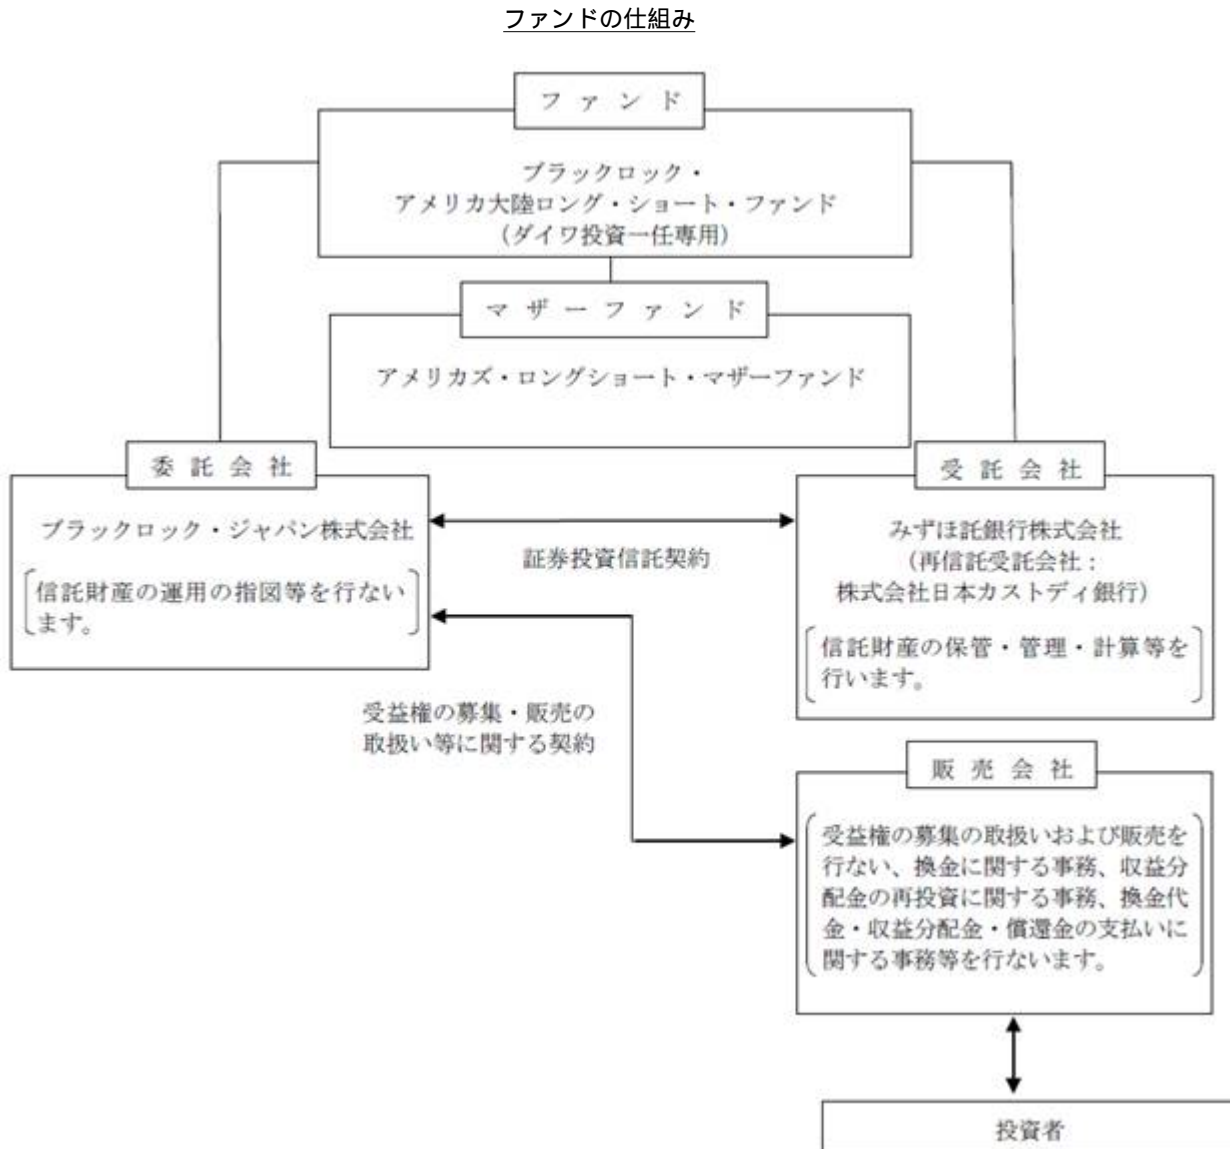 ファンドの仕組み
ファンド
ブラックロック・
アメリカ大陸ロング・ショート・ファンド
（ダイワ投資一任専用）
マザーファンド
アメリカズ・ロングショート・マザーファンド
委託会社
ブラックロック・ジャパン株式会社
信託財産の運用の指図等を行ない
ます。
証券投資信託契約
受託会社
みずほ託銀行株式会社
（再信託受託会社：
株式会社日本カストディ銀行）
信託財産の保管・管理・計算等を
行います。
受益権の募集・販売の
取扱い等に関する契約
販売会社
受益権の募集の取扱いおよび販売を
行ない、換金に関する事務、収益分
配金の再投資に関する事務、換金代
金・収益分配金・償還金の支払いに
関する事務等を行ないます。
投資者